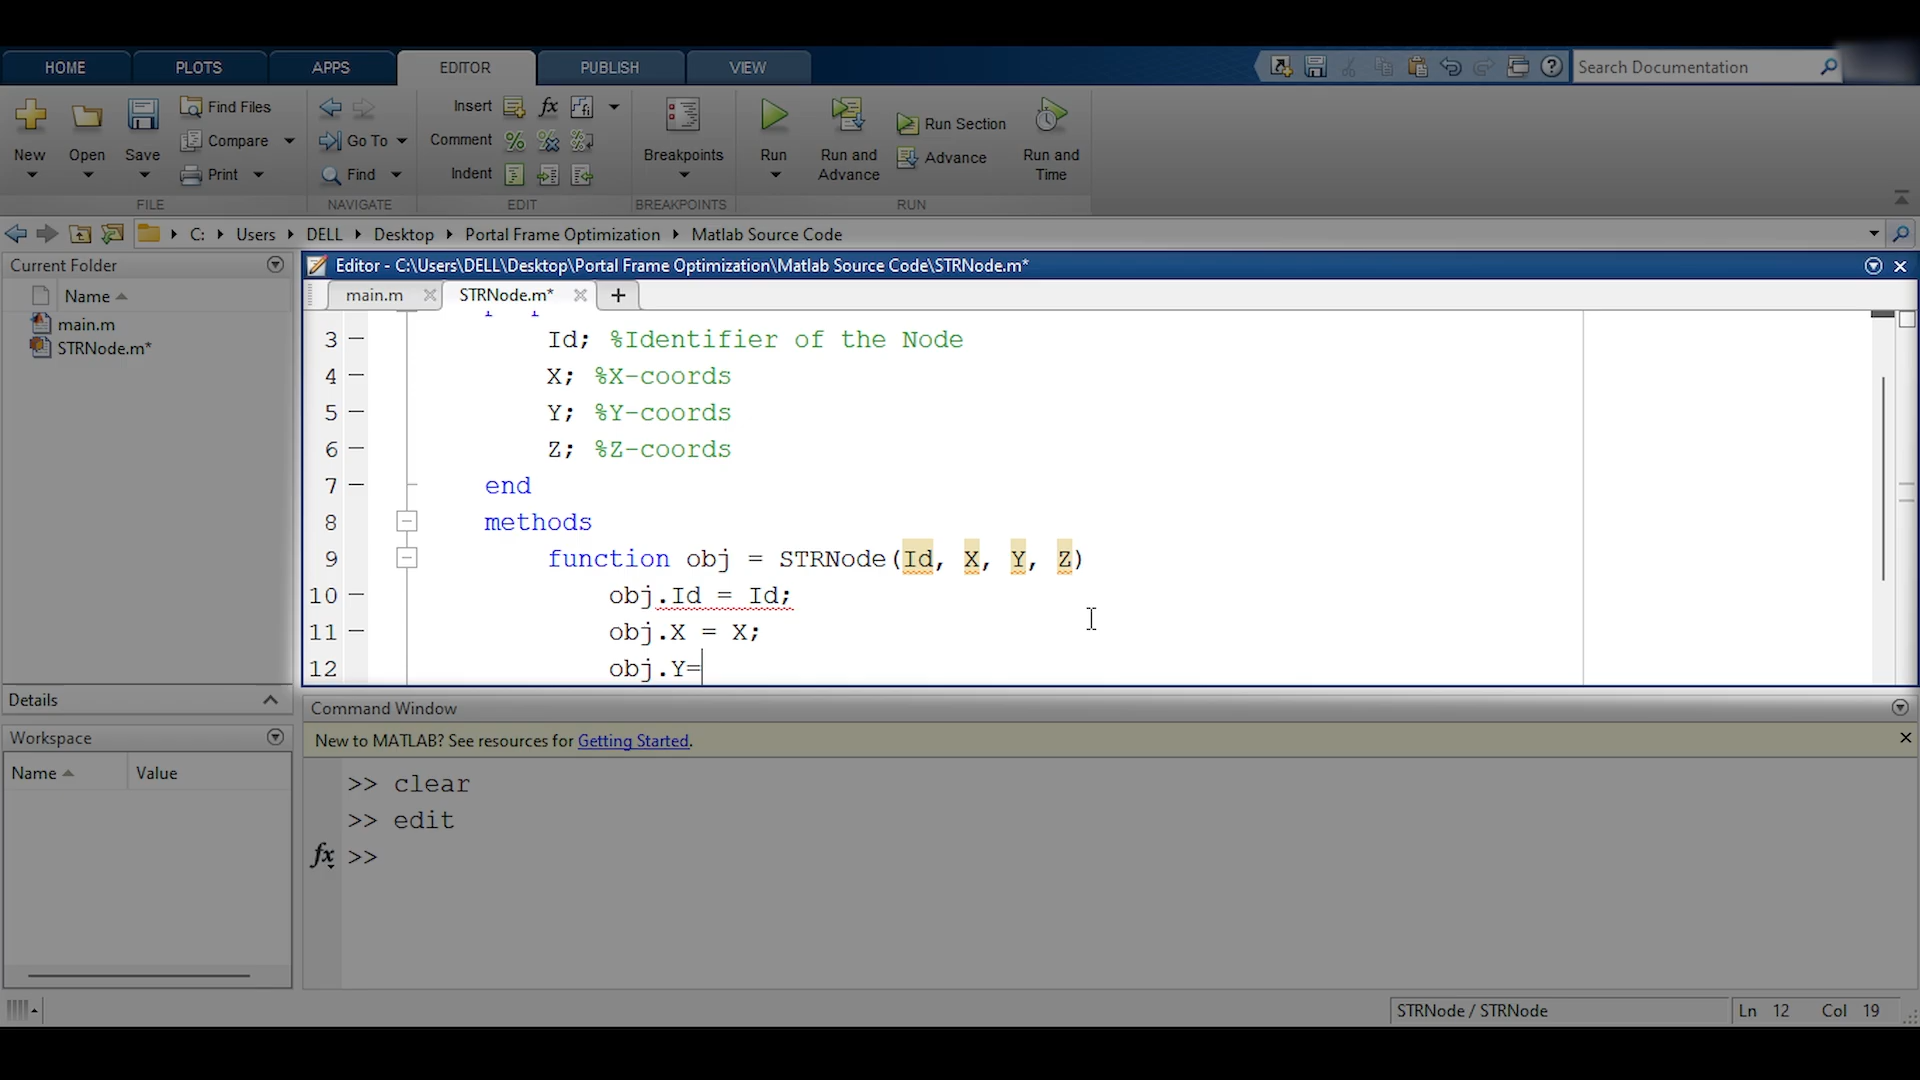 HOME PLOTS APPS EDITOR PUBLISH VIEW
Search Documentation
New Open Save
Find Files
Compare
Print
FILE
Go To
Find
NAVIGATE
Insert fx
Comment
Indent
EDIT
Breakpoints
BREAKPOINTS
Run
Run and Advance
Run Section
Advance
Run and Time
RUN
C: Users DELL Desktop Portal Frame Optimization Matlab Source Code
Current Folder
Name
main.m
STRNode.m*
Details
Workspace
Name Value
Editor - C:\Users\DELL\Desktop\Portal Frame Optimization\Matlab Source Code\STRNode.m*
main.m STRNode.m* +
3 Id; %Identifier of the Node
4 X; %X-coords
5 Y; %Y-coords
6 Z; %Z-coords
7 end
8 methods
9 function obj = STRNode(Id, X, Y, Z)
10 obj.Id = Id;
11 obj.X = X;
12 obj.Y=
Command Window
New to MATLAB? See resources for Getting Started.
>> clear
>> edit
fx >>
STRNode / STRNode Ln 12 Col 19